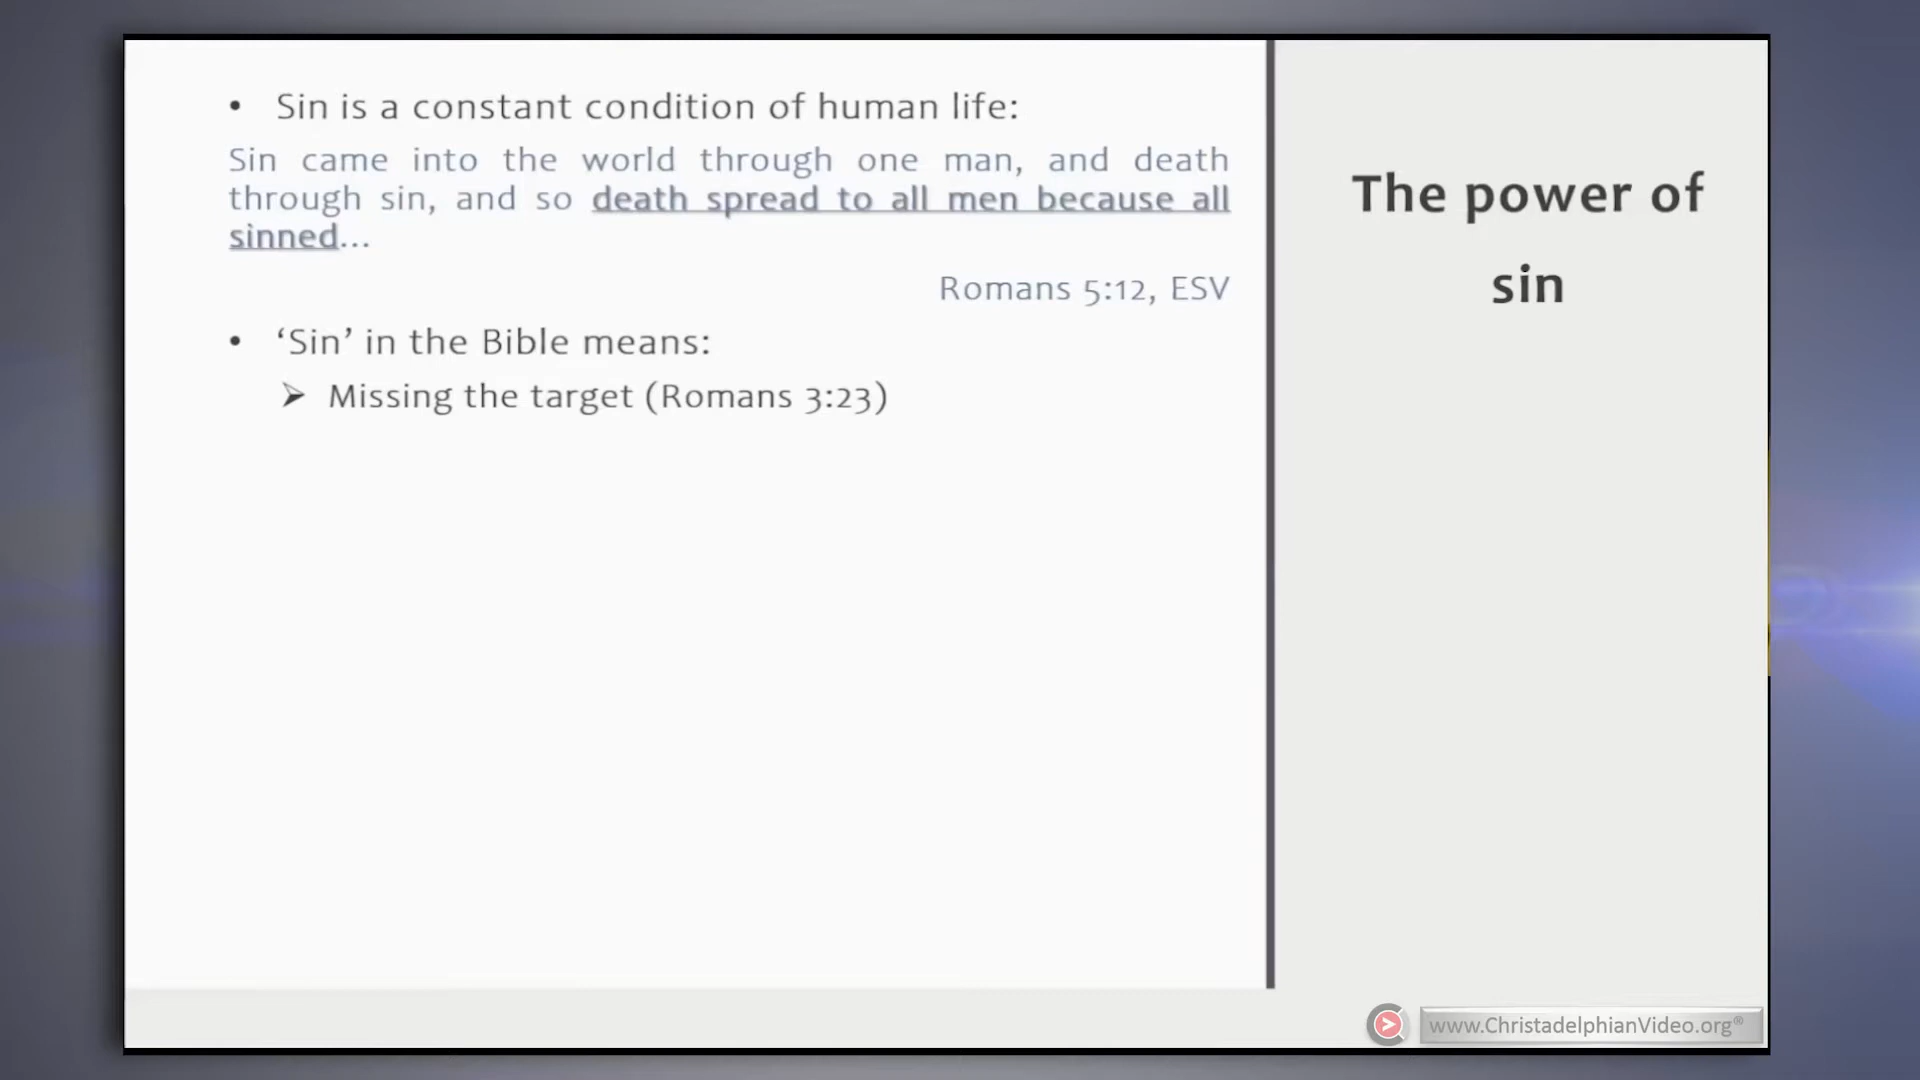 • Sin is a constant condition of human life:
Sin came into the world through one man, and death
through sin, and so death spread to all men because all
sinned...
Romans 5:12, ESV
• ‘Sin’ in the Bible means:
➢ Missing the target (Romans 3:23)
The power of
sin
www.ChristadelphianVideo.org®